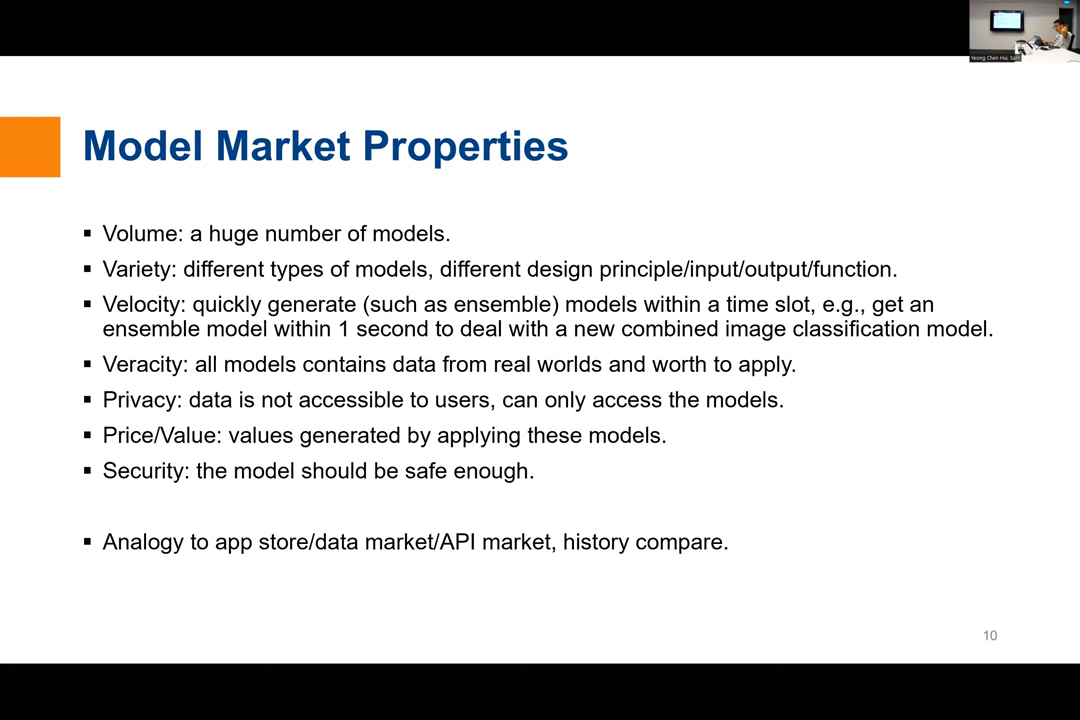 Yeong Chen Hui, Sam
Model Market Properties
▪ Volume: a huge number of models.
▪ Variety: different types of models, different design principle/input/output/function.
▪ Velocity: quickly generate (such as ensemble) models within a time slot, e.g., get an
ensemble model within 1 second to deal with a new combined image classification model.
▪ Veracity: all models contains data from real worlds and worth to apply.
▪ Privacy: data is not accessible to users, can only access the models.
▪ Price/Value: values generated by applying these models.
▪ Security: the model should be safe enough.
▪ Analogy to app store/data market/API market, history compare.
10